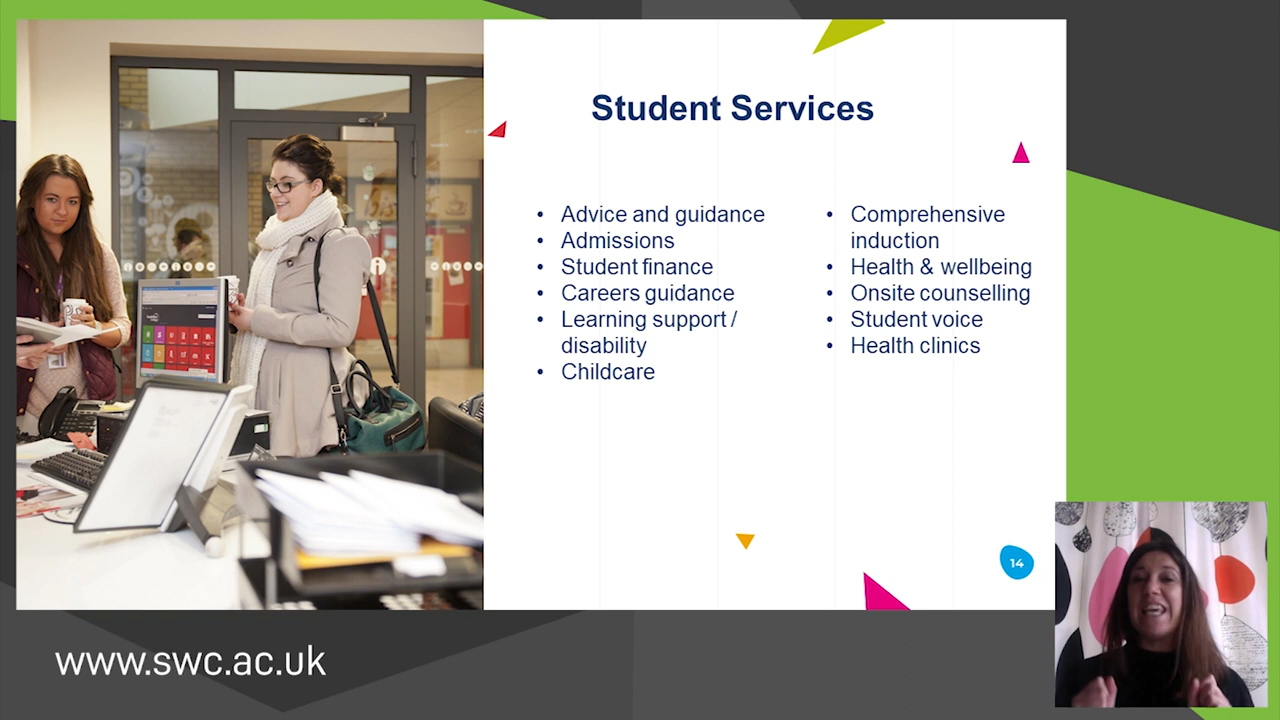 Student Services
• Advice and guidance
• Admissions
• Student finance
• Careers guidance
• Learning support /
disability
• Childcare
• Comprehensive
induction
• Health & wellbeing
• Onsite counselling
• Student voice
• Health clinics
14
www.swc.ac.uk